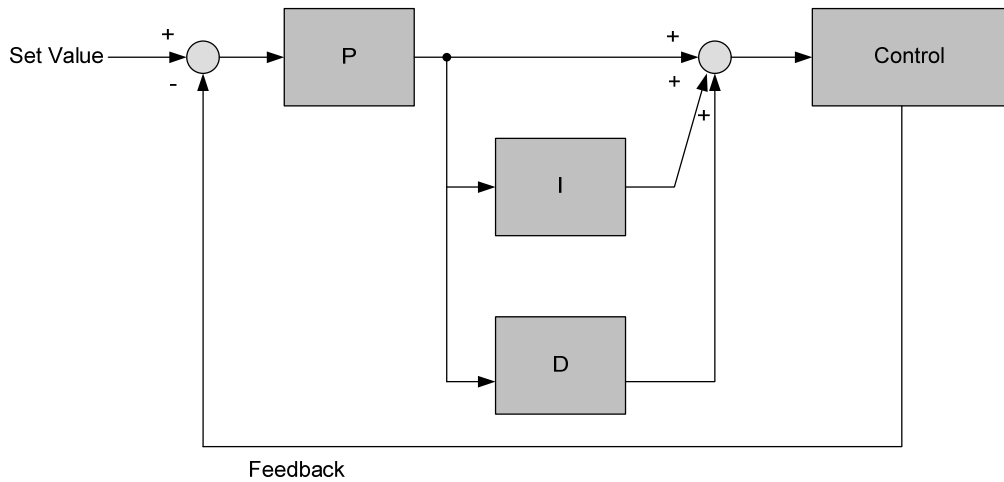 +
Set Value
-
P
+
+
+
Control
I
D
Feedback